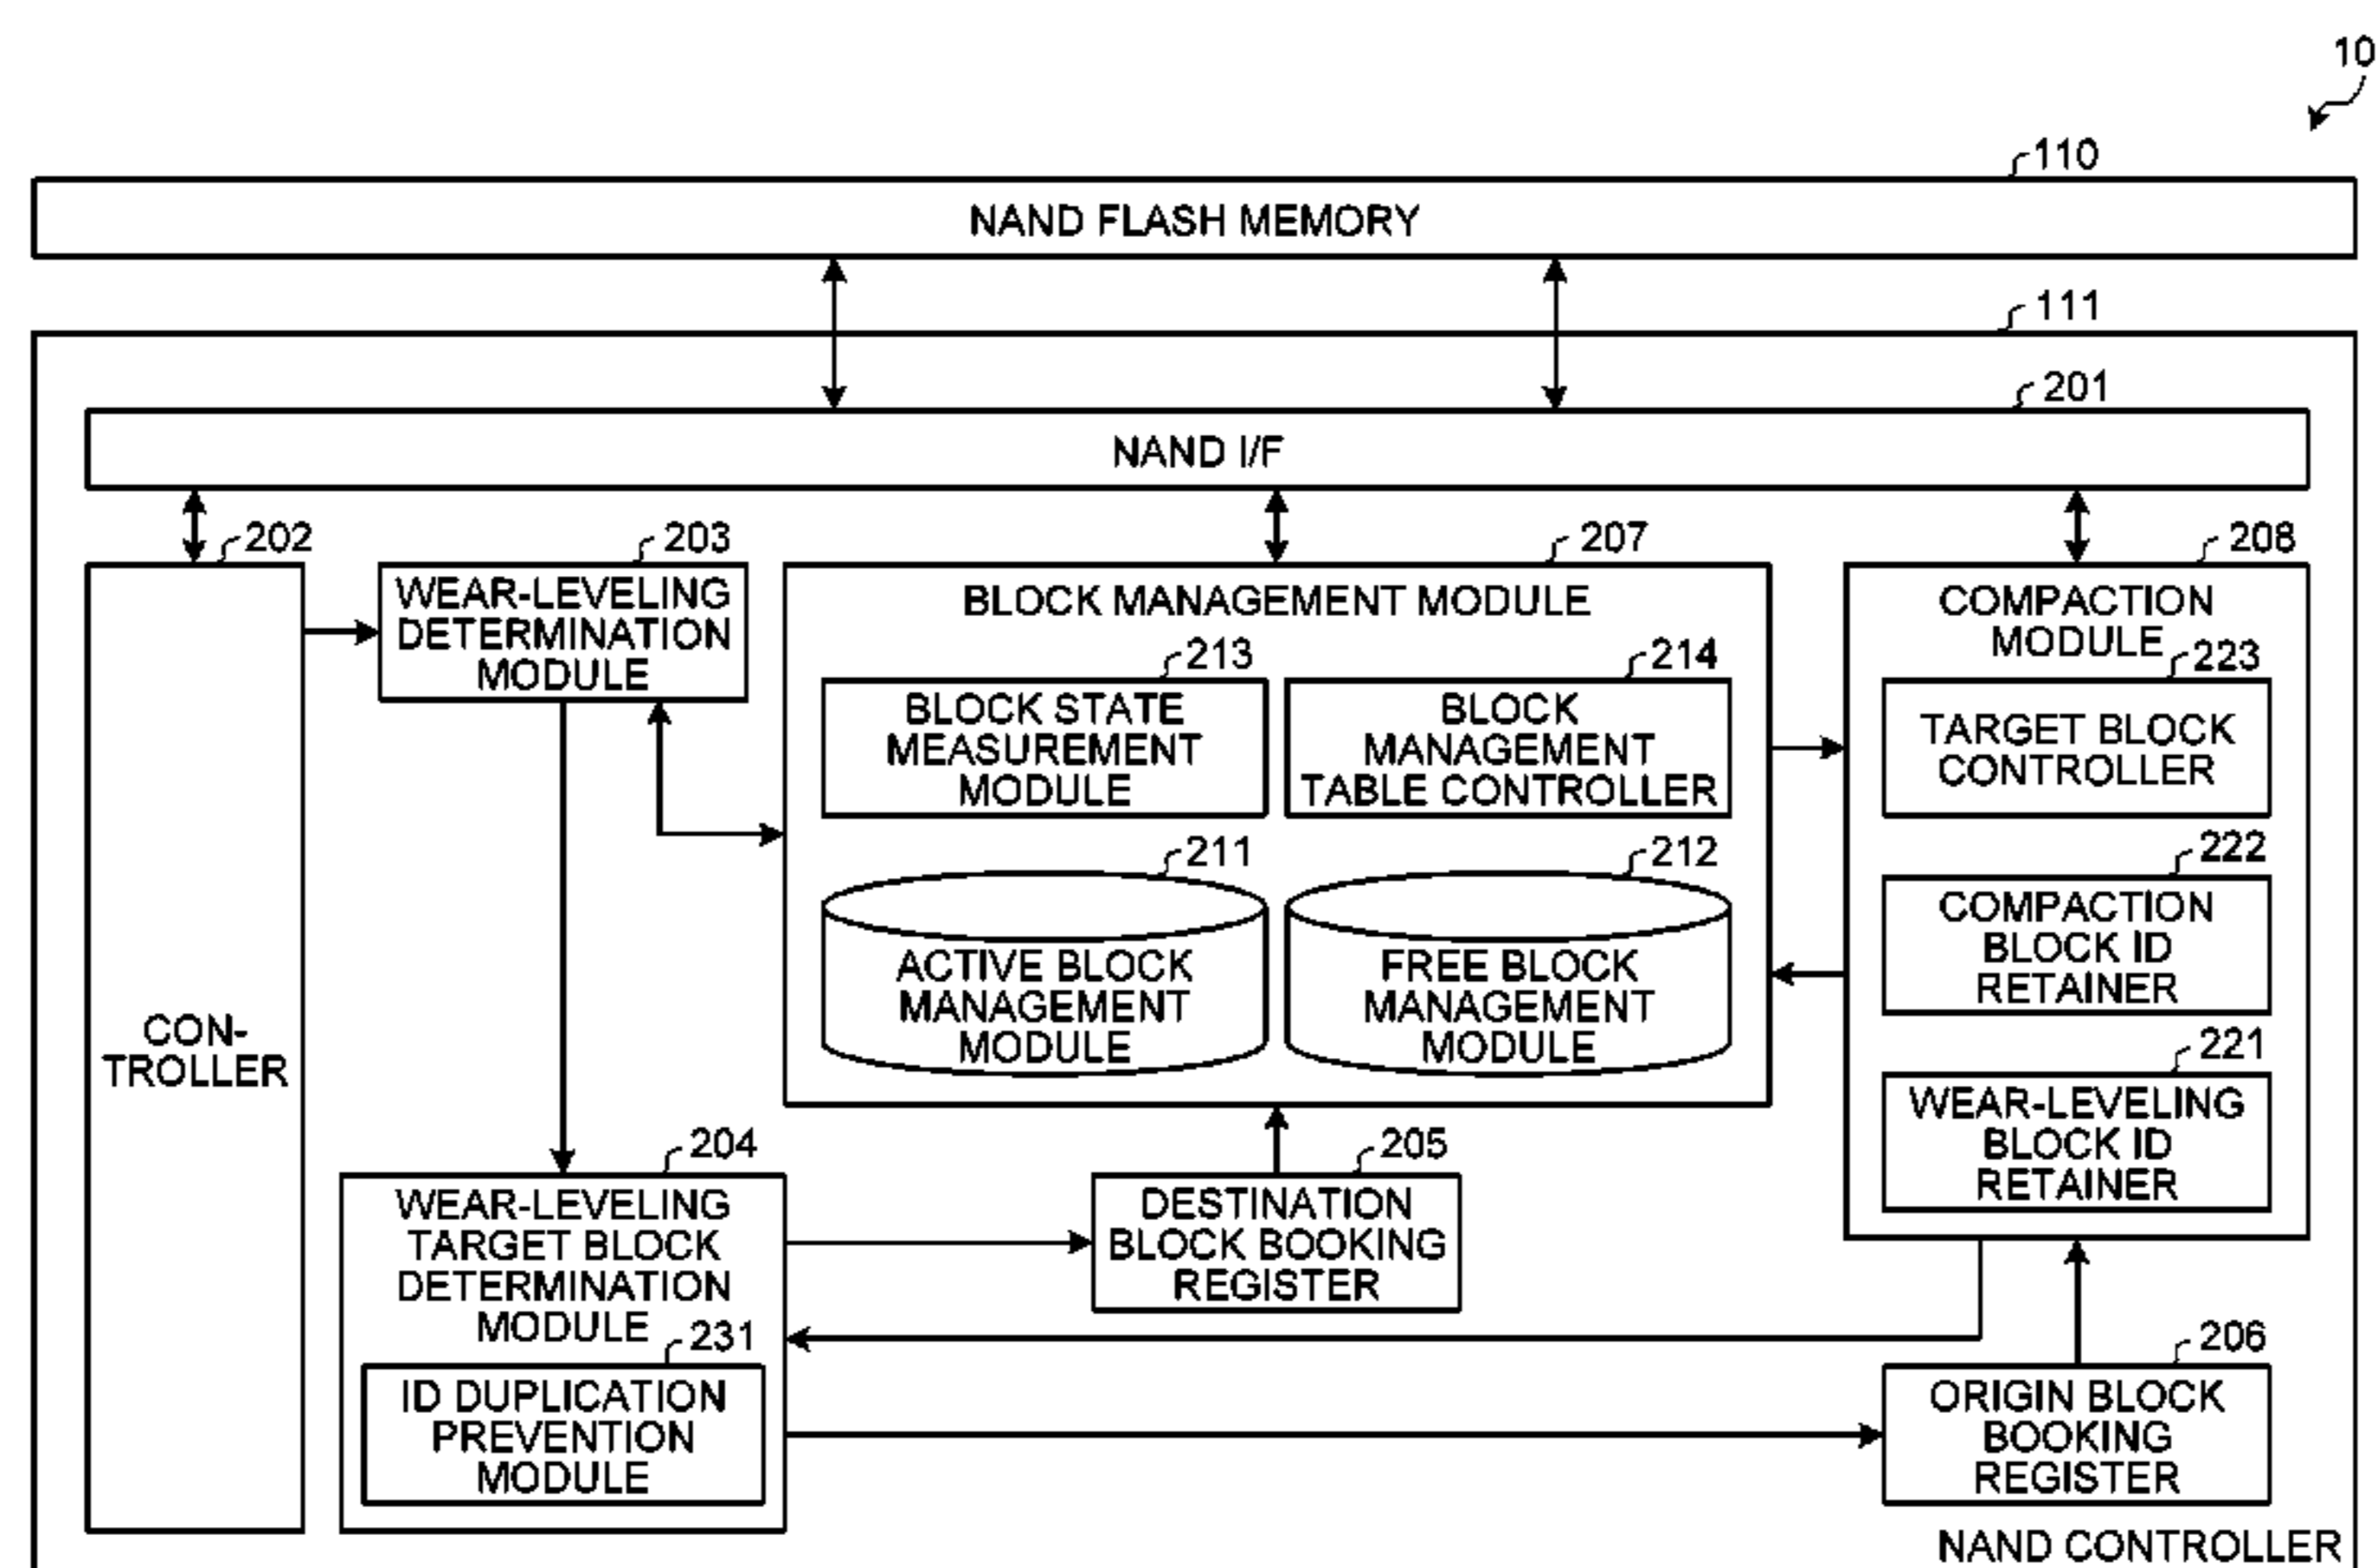 10
110
NAND FLASH MEMORY
111
201
NAND I/F
202
CON-
TROLLER
203
WEAR-LEVELING
DETERMINATION
MODULE
207
BLOCK MANAGEMENT MODULE
213
BLOCK STATE
MEASUREMENT
MODULE
214
BLOCK
MANAGEMENT
TABLE CONTROLLER
211
ACTIVE BLOCK
MANAGEMENT
MODULE
212
FREE BLOCK
MANAGEMENT
MODULE
208
COMPACTION
MODULE
223
TARGET BLOCK
CONTROLLER
222
COMPACTION
BLOCK ID
RETAINER
221
WEAR-LEVELING
BLOCK ID
RETAINER
204
WEAR-LEVELING
TARGET BLOCK
DETERMINATION
MODULE
231
ID DUPLICATION
PREVENTION
MODULE
205
DESTINATION
BLOCK BOOKING
REGISTER
206
ORIGIN BLOCK
BOOKING
REGISTER
NAND CONTROLLER